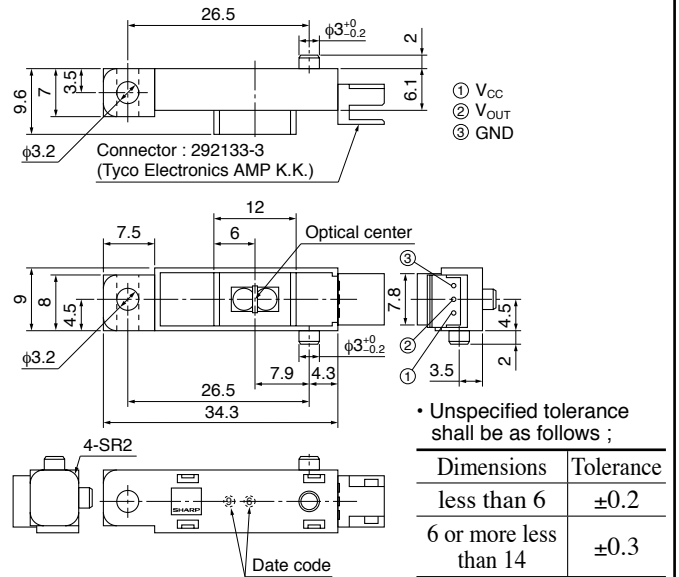 26.5
φ3+0 -0.2
2
9.6
7
3.5
6.1
① VCC
② VOUT
③ GND
φ3.2
Connector : 292133-3
(Tyco Electronics AMP K.K.)
12
7.5
6
Optical center
③
9
8
4.5
7.8
4.5
φ3.2
φ3+0 -0.2
②
7.9
4.3
①
3.5
2
26.5
34.3
• Unspecified tolerance
shall be as follows ;
4-SR2
Dimensions Tolerance
less than 6 ±0.2
6 or more less
than 14 ±0.3
SHARP
9 6
Date code